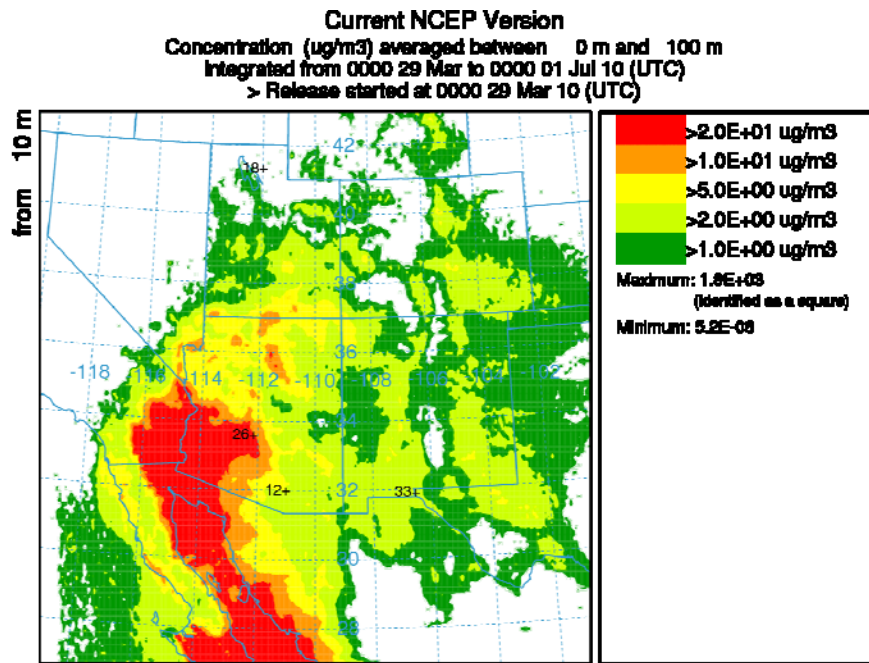 Current NCEP Version
Concentration (ug/m3) averaged between 0 m and 100 m
Integrated from 0000 29 Mar to 0000 01 Jul 10 (UTC)
> Release started at 0000 29 Mar 10 (UTC)
from 10 m
>2.0E+01 ug/m3
>1.0E+01 ug/m3
>5.0E+00 ug/m3
>2.0E+00 ug/m3
>1.0E+00 ug/m3
Maximum: 1.8E+03
(identified as a square)
Minimum: 5.2E-08
42
18+
40
38
36
-118 116 -114 -112 -110 -108 106 -104 -102
34
26+
12+ 32 33+
28